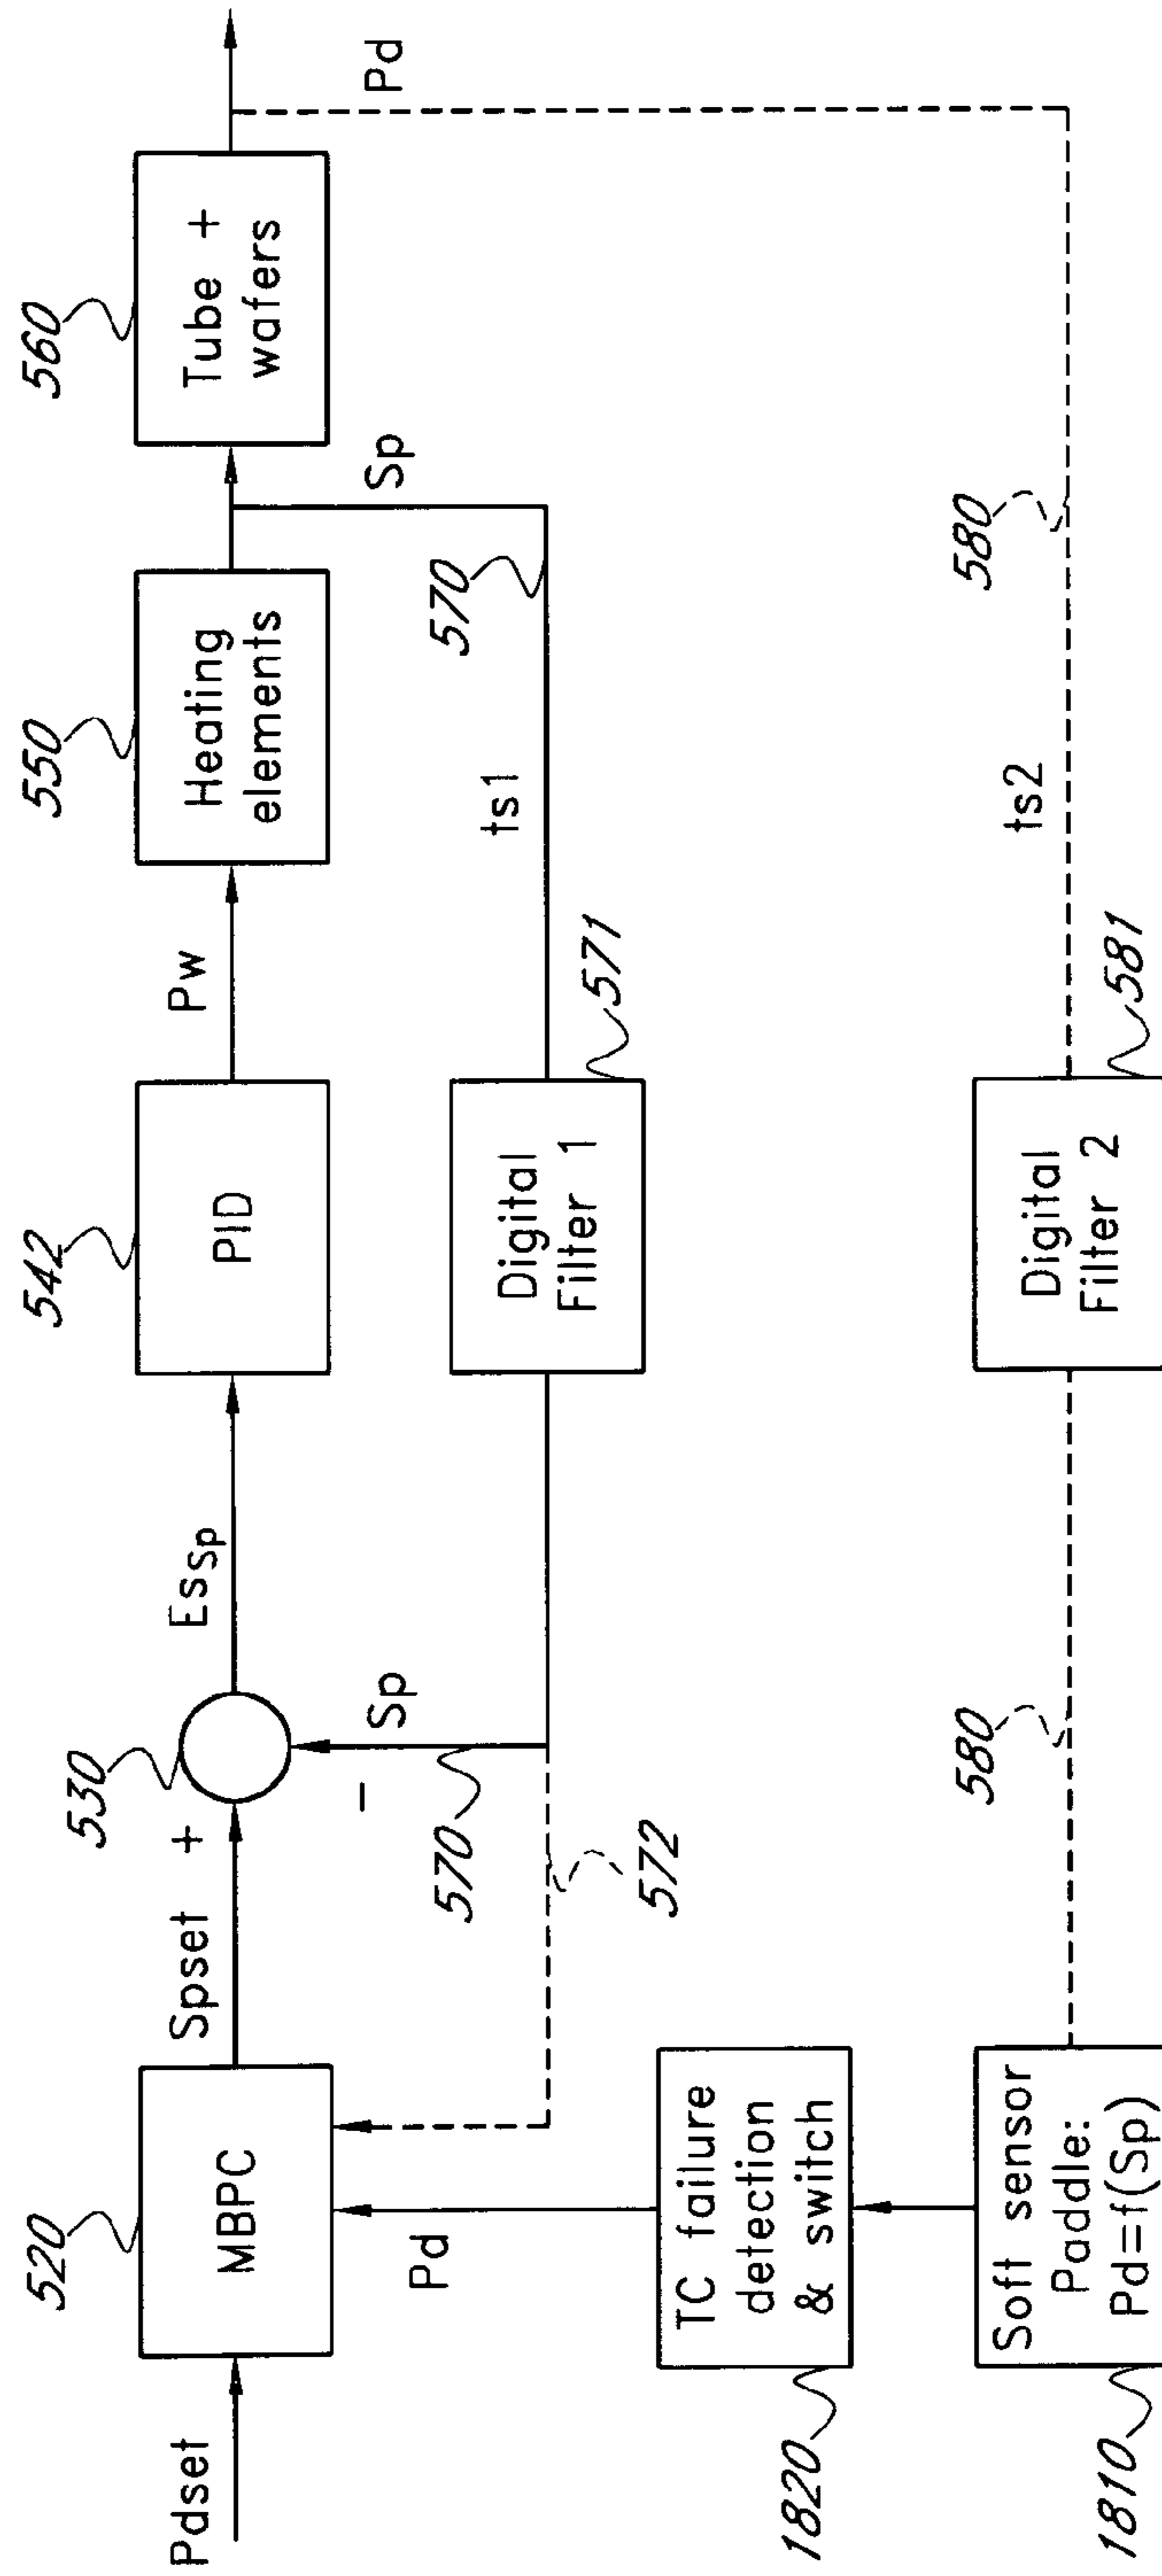 520
530
542
550
560
Pdset
MBPC
Spset
+
EsSp
PID
Pw
Heating
elements
Tube +
wafers
Pd
Pd
-
Sp
570
572
Digital
Filter 1
571
ts1
570
Sp
1820
TC failure
detection
& switch
1810
Soft sensor
Paddle:
Pd=f(Sp)
580
Digital
Filter 2
581
ts2
580